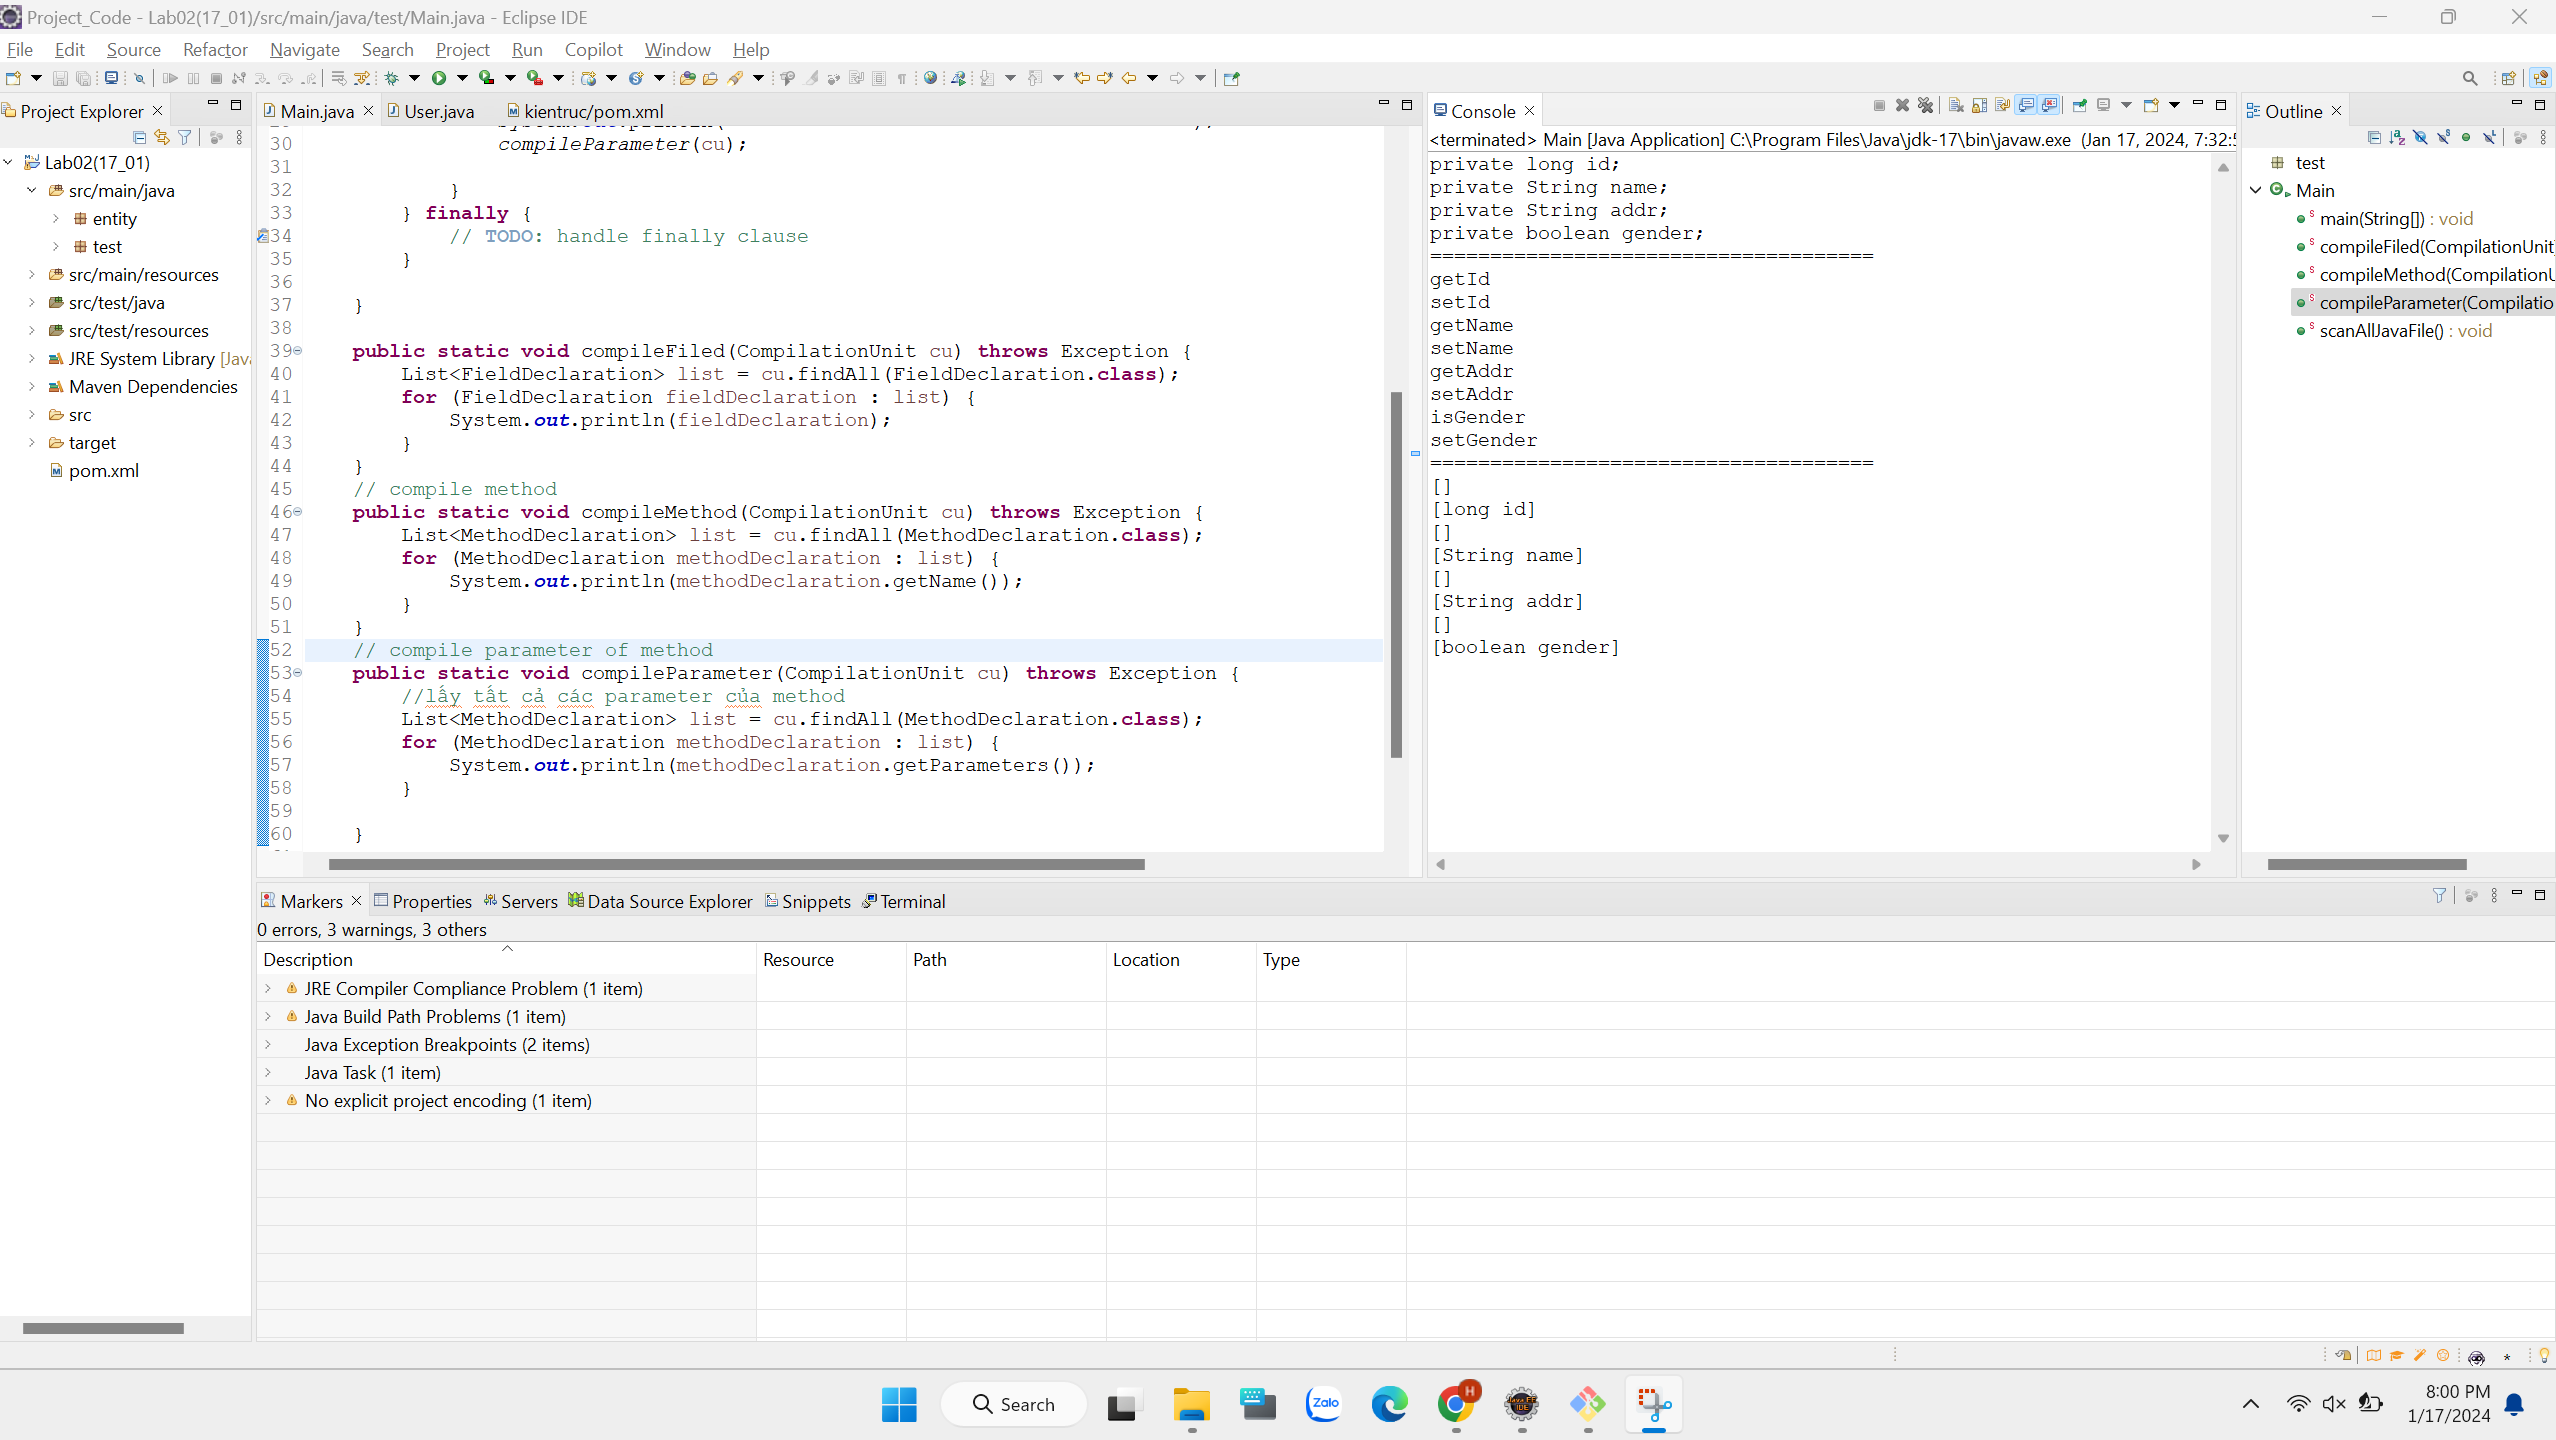 Project_Code - Lab02(17_01)/src/main/java/test/Main.java - Eclipse IDE
File Edit Source Refactor Navigate Search Project Run Copilot Window Help
Project Explorer
Lab02(17_01)
src/main/java
entity
test
src/main/resources
src/test/java
src/test/resources
JRE System Library [Jav
Maven Dependencies
src
target
pom.xml
Main.java User.java kientruc/pom.xml
30 compileParameter(cu);
31
32 }
33 } finally {
34 // TODO: handle finally clause
35 }
36
37 }
38
39 public static void compileFiled(CompilationUnit cu) throws Exception {
40 List<FieldDeclaration> list = cu.findAll(FieldDeclaration.class);
41 for (FieldDeclaration fieldDeclaration : list) {
42 System.out.println(fieldDeclaration);
43 }
44 }
45 // compile method
46 public static void compileMethod(CompilationUnit cu) throws Exception {
47 List<MethodDeclaration> list = cu.findAll(MethodDeclaration.class);
48 for (MethodDeclaration methodDeclaration : list) {
49 System.out.println(methodDeclaration.getName());
50 }
51 }
52 // compile parameter of method
53 public static void compileParameter(CompilationUnit cu) throws Exception {
54 //lấy tất cả các parameter của method
55 List<MethodDeclaration> list = cu.findAll(MethodDeclaration.class);
56 for (MethodDeclaration methodDeclaration : list) {
57 System.out.println(methodDeclaration.getParameters());
58 }
59
60 }
Console
<terminated> Main [Java Application] C:\Program Files\Java\jdk-17\bin\javaw.exe (Jan 17, 2024, 7:32:5
private long id;
private String name;
private String addr;
private boolean gender;
=====================================
getId
setId
getName
setName
getAddr
setAddr
isGender
setGender
=====================================
[]
[long id]
[]
[String name]
[]
[String addr]
[]
[boolean gender]
Outline
test
Main
main(String[]) : void
compileFiled(CompilationUnit
compileMethod(CompilationU
compileParameter(Compilatio
scanAllJavaFile() : void
Markers Properties Servers Data Source Explorer Snippets Terminal
0 errors, 3 warnings, 3 others
Description Resource Path Location Type
JRE Compiler Compliance Problem (1 item)
Java Build Path Problems (1 item)
Java Exception Breakpoints (2 items)
Java Task (1 item)
No explicit project encoding (1 item)
Search
Zalo
H
8:00 PM
1/17/2024